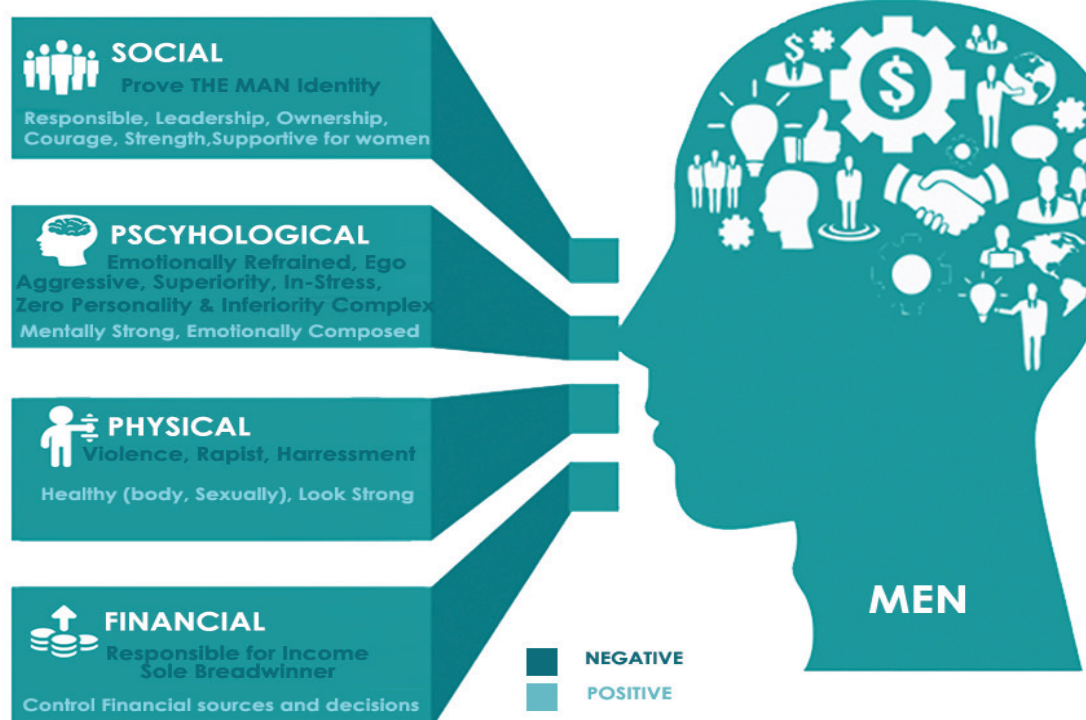 SOCIAL
Prove THE MAN Identity
Responsible, Leadership, Ownership,
Courage, Strength,Supportive for women
PSCYHOLOGICAL
Emotionally Refrained, Ego
Aggressive, Superiority, In-Stress,
Zero Personality & Inferiority Complex
Mentally Strong, Emotionally Composed
PHYSICAL
Violence, Rapist, Harressment
Healthy (body, Sexually), Look Strong
FINANCIAL
Responsible for Income
Sole Breadwinner
Control Financial sources and decisions
$
$
MEN
NEGATIVE
POSITIVE